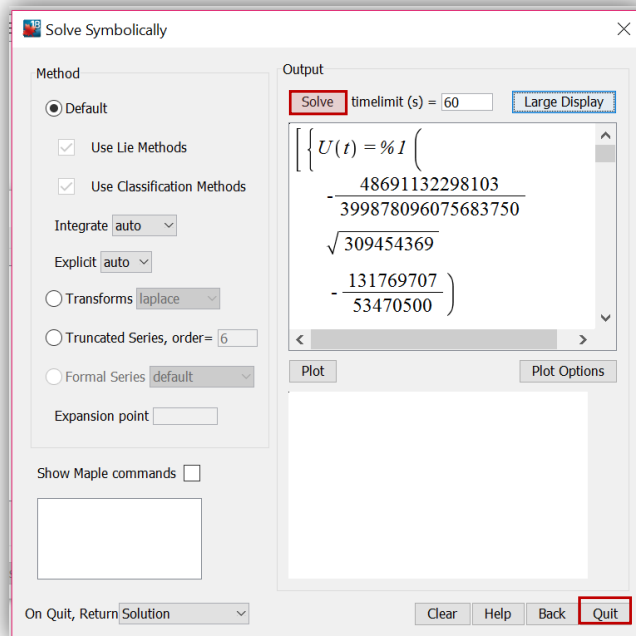 Solve Symbolically
Method
Default
Use Lie Methods
Use Classification Methods
Integrate auto
Explicit auto
Transforms laplace
Truncated Series, order= 6
Formal Series default
Expansion point
Show Maple commands
On Quit, Return Solution
Output
Solve timelimit (s) = 60 Large Display
[ { U(t) = %1 (
- 48691132298103
399878096075683750
√309454369
- 131769707
53470500 )
Plot Plot Options
Clear Help Back Quit